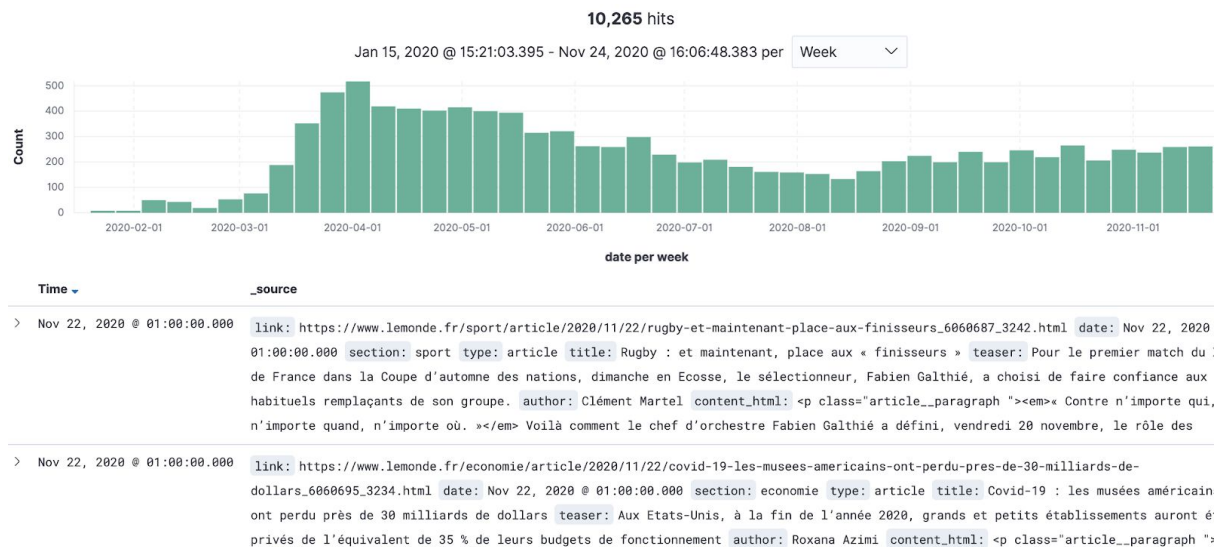 10,265 hits
Jan 15, 2020 @ 15:21:03.395 - Nov 24, 2020 @ 16:06:48.383 per Week
Count
500
400
300
200
100
0
2020-02-01 2020-03-01 2020-04-01 2020-05-01 2020-06-01 2020-07-01 2020-08-01 2020-09-01 2020-10-01 2020-11-01
date per week
Time _source
Nov 22, 2020 @ 01:00:00.000 link: https://www.lemonde.fr/sport/article/2020/11/22/rugby-et-maintenant-place-aux-finisseurs_6060687_3242.html date: Nov 22, 2020
01:00:00.000 section: sport type: article title: Rugby : et maintenant, place aux « finisseurs » teaser: Pour le premier match du
de France dans la Coupe d’automne des nations, dimanche en Ecosse, le sélectionneur, Fabien Galthié, a choisi de faire confiance aux
habituels remplaçants de son groupe. author: Clément Martel content_html: <p class="article__paragraph "><em>« Contre n’importe qui,
n’importe quand, n’importe où. »</em> Voilà comment le chef d’orchestre Fabien Galthié a défini, vendredi 20 novembre, le rôle des
Nov 22, 2020 @ 01:00:00.000 link: https://www.lemonde.fr/economie/article/2020/11/22/covid-19-les-musees-americains-ont-perdu-pres-de-30-milliards-de-
dollars_6060695_3234.html date: Nov 22, 2020 @ 01:00:00.000 section: economie type: article title: Covid-19 : les musées américain
ont perdu près de 30 milliards de dollars teaser: Aux Etats-Unis, à la fin de l’année 2020, grands et petits établissements auront
privés de l’équivalent de 35 % de leurs budgets de fonctionnement author: Roxana Azimi content_html: <p class="article__paragraph ">